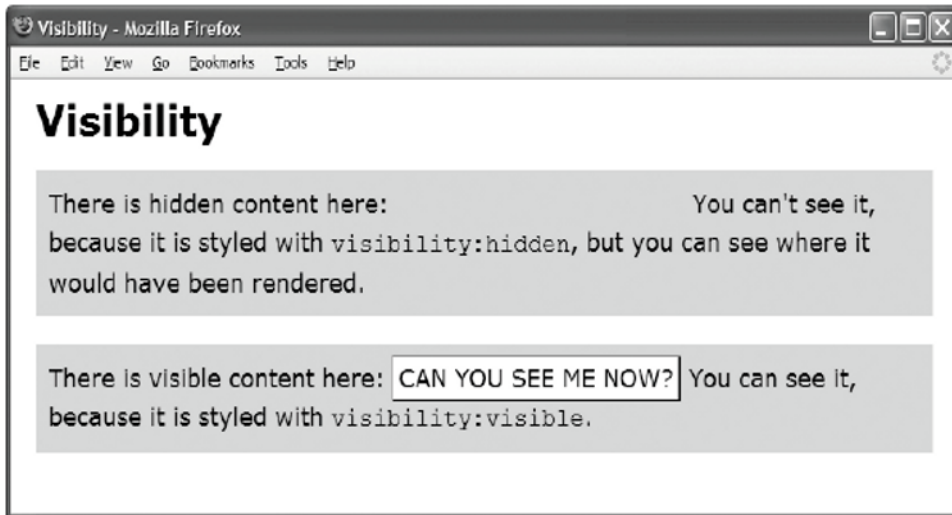 Visibility - Mozilla Firefox
File Edit View Go Bookmarks Tools Help
Visibility
There is hidden content here: You can't see it,
because it is styled with visibility:hidden, but you can see where it
would have been rendered.
There is visible content here: CAN YOU SEE ME NOW? You can see it,
because it is styled with visibility:visible.